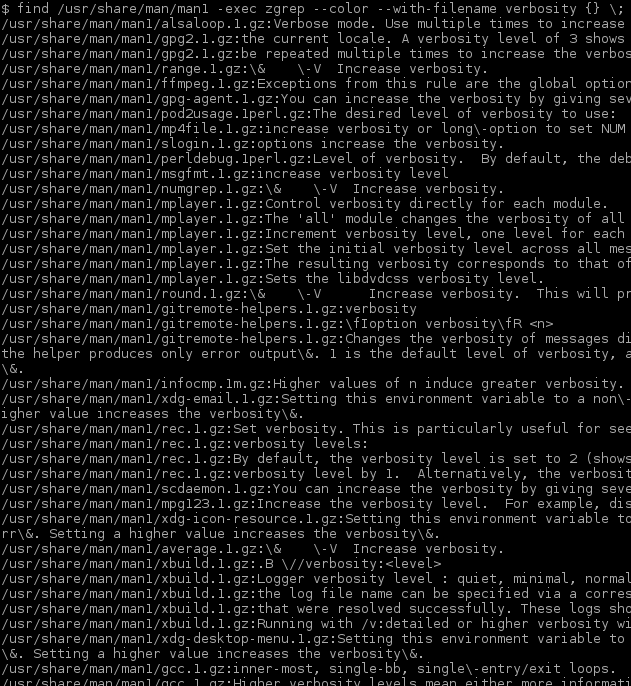 $ find /usr/share/man/man1 -exec zgrep --color --with-filename verbosity {} \;
/usr/share/man/man1/alsaloop.1.gz:Verbose mode. Use multiple times to increase
/usr/share/man/man1/gpg2.1.gz:the current locale. A verbosity level of 3 shows
/usr/share/man/man1/gpg2.1.gz:be repeated multiple times to increase the verbos
/usr/share/man/man1/range.1.gz:\&    \-V  Increase verbosity.
/usr/share/man/man1/ffmpeg.1.gz:Exceptions from this rule are the global option
/usr/share/man/man1/gpg-agent.1.gz:You can increase the verbosity by giving sev
/usr/share/man/man1/pod2usage.1perl.gz:The desired level of verbosity to use:
/usr/share/man/man1/mp4file.1.gz:increase verbosity or long\-option to set NUM
/usr/share/man/man1/slogin.1.gz:options increase the verbosity.
/usr/share/man/man1/perldebug.1perl.gz:Level of verbosity.  By default, the deb
/usr/share/man/man1/msgfmt.1.gz:increase verbosity level
/usr/share/man/man1/numgrep.1.gz:\&    \-V  Increase verbosity.
/usr/share/man/man1/mplayer.1.gz:Control verbosity directly for each module.
/usr/share/man/man1/mplayer.1.gz:The 'all' module changes the verbosity of all
/usr/share/man/man1/mplayer.1.gz:Increment verbosity level, one level for each
/usr/share/man/man1/mplayer.1.gz:Set the initial verbosity level across all mes
/usr/share/man/man1/mplayer.1.gz:The resulting verbosity corresponds to that of
/usr/share/man/man1/mplayer.1.gz:Sets the libdvdcss verbosity level.
/usr/share/man/man1/round.1.gz:\&    \-V      Increase verbosity.  This will pr
/usr/share/man/man1/gitremote-helpers.1.gz:verbosity
/usr/share/man/man1/gitremote-helpers.1.gz:\fIoption verbosity\fR <n>
/usr/share/man/man1/gitremote-helpers.1.gz:Changes the verbosity of messages di
the helper produces only error output\&. 1 is the default level of verbosity, a
\&.
/usr/share/man/man1/infocmp.1m.gz:Higher values of n induce greater verbosity.
/usr/share/man/man1/xdg-email.1.gz:Setting this environment variable to a non\-
igher value increases the verbosity\&.
/usr/share/man/man1/rec.1.gz:Set verbosity. This is particularly useful for see
/usr/share/man/man1/rec.1.gz:verbosity levels:
/usr/share/man/man1/rec.1.gz:By default, the verbosity level is set to 2 (shows
/usr/share/man/man1/rec.1.gz:verbosity level by 1.  Alternatively, the verbosit
/usr/share/man/man1/scdaemon.1.gz:You can increase the verbosity by giving seve
/usr/share/man/man1/mpg123.1.gz:Increase the verbosity level.  For example, dis
/usr/share/man/man1/xdg-icon-resource.1.gz:Setting this environment variable to
rr\&. Setting a higher value increases the verbosity\&.
/usr/share/man/man1/average.1.gz:\&    \-V  Increase verbosity.
/usr/share/man/man1/xbuild.1.gz:.B \//verbosity:<level>
/usr/share/man/man1/xbuild.1.gz:Logger verbosity level : quiet, minimal, normal
/usr/share/man/man1/xbuild.1.gz:the log file name can be specified via a corres
/usr/share/man/man1/xbuild.1.gz:that were resolved successfully. These logs sho
/usr/share/man/man1/xbuild.1.gz:Running with /v:detailed or higher verbosity wi
/usr/share/man/man1/xdg-desktop-menu.1.gz:Setting this environment variable to
\&. Setting a higher value increases the verbosity\&.
/usr/share/man/man1/gcc.1.gz:inner-most, single-bb, single\-entry/exit loops.
/usr/share/man/man1/gcc.1.gz:Higher verbosity levels mean either more informati